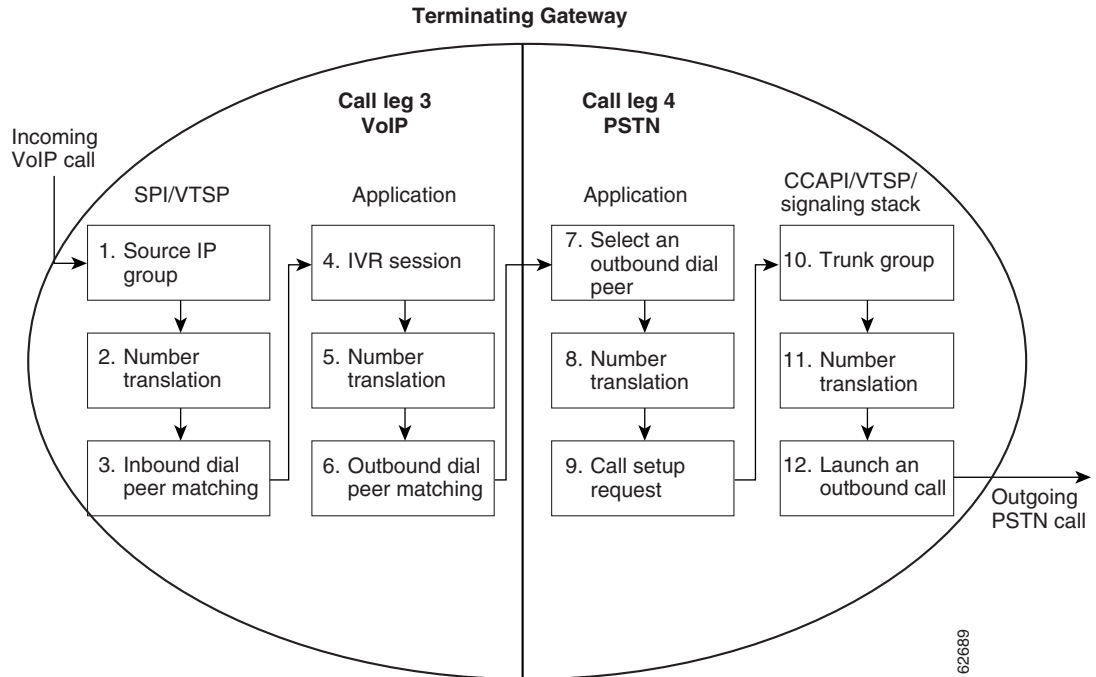 Terminating Gateway
Call leg 3
VoIP
Call leg 4
PSTN
Incoming
VoIP call
SPI/VTSP
Application
Application
CCAPI/VTSP/
signaling stack
1. Source IP
group
2. Number
translation
3. Inbound dial
peer matching
4. IVR session
5. Number
translation
6. Outbound dial
peer matching
7. Select an
outbound dial
peer
8. Number
translation
9. Call setup
request
10. Trunk group
11. Number
translation
12. Launch an
outbound call
Outgoing
PSTN call
62689